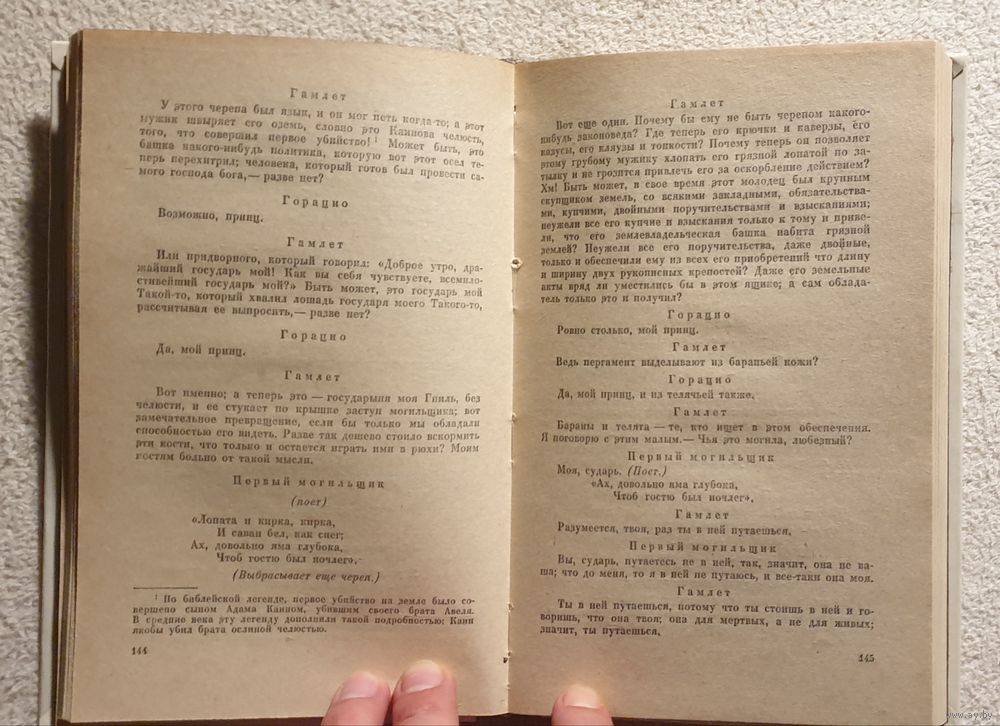 Гамлет
У этого черепа был язык, и он мог петь когда-то; а этот
мужик швыряет его оземь, словно это Каинова челюсть,
того, что совершил первое убийство!¹ Может быть, это
башка какого-нибудь политика, которую вот этот осел те-
перь перехитрил; человека, который готов был провести са-
мого господа бога,— разве нет?
Горацио
Возможно, принц.
Гамлет
Или придворного, который говорил: «Доброе утро, дра-
жайший государь мой! Как вы себя чувствуете, всемило-
стивейший государь мой?» Быть может, это государь мой
Такой-то, который хвалил лошадь государя моего Такого-то,
рассчитывая ее выпросить,— разве нет?
Горацио
Да, мой принц.
Гамлет
Вот именно; а теперь это — государыня моя Гниль, без
челюсти, и ее стукает по крышке заступ могильщика; вот
замечательное превращение, если бы только мы обладали
способностью его видеть. Разве так дешево стоило вскормить
эти кости, что только и остается играть ими в рюхи? Моим
костям больно от такой мысли.
Первый могильщик
(поет)
«Лопата и кирка, кирка,
И саван бел, как снег;
Ах, довольно яма глубока,
Чтоб гостю был ночлег».
(Выбрасывает еще череп.)
¹ По библейской легенде, первое убийство на земле было со-
вершено сыном Адама Каином, убившим своего брата Авеля.
В средние века эту легенду дополнили такой подробностью: Каин
якобы убил брата ослиной челюстью.
144
Гамлет
Вот еще один. Почему бы ему не быть черепом какого-
нибудь законоведа? Где теперь его крючки и каверзы, его
казусы, его кляузы и тонкости? Почему теперь он позволяет
этому грубому мужику хлопать его грязной лопатой по за-
тылку и не грозится привлечь его за оскорбление действием?
Хм! Быть может, в свое время этот молодец был крупным
скупщиком земель, со всякими закладными, обязательства-
ми, купчими, двойными поручительствами и взысканиями;
неужели все его купчие и взыскания только к тому и приве-
ли, что его землевладельческая башка набита грязной
землей? Неужели все его поручительства, даже двойные,
только и обеспечили ему из всех его приобретений что длину
и ширину двух рукописных крепостей? Даже его земельные
акты вряд ли уместились бы в этом ящике; а сам облада-
тель только это и получил?
Горацио
Ровно столько, мой принц.
Гамлет
Ведь пергамент выделывают из бараньей кожи?
Горацио
Да, мой принц, и из телячьей также.
Гамлет
Бараны и телята — те, кто ищет в этом обеспечения.
Я поговорю с этим малым.— Чья это могила, любезный?
Первый могильщик
Моя, сударь. (Поет.)
«Ах, довольно яма глубока,
Чтоб гостю был ночлег».
Гамлет
Разумеется, твоя, раз ты в ней путаешься.
Первый могильщик
Вы, сударь, путаетесь не в ней, так, значит, она не ва-
ша; что до меня, то я в ней не путаюсь, и все-таки она моя.
Гамлет
Ты в ней путаешься, потому что ты стоишь в ней и го-
воришь, что она твоя; она для мертвых, а не для живых;
значит, ты путаешься.
145
www.ay.by